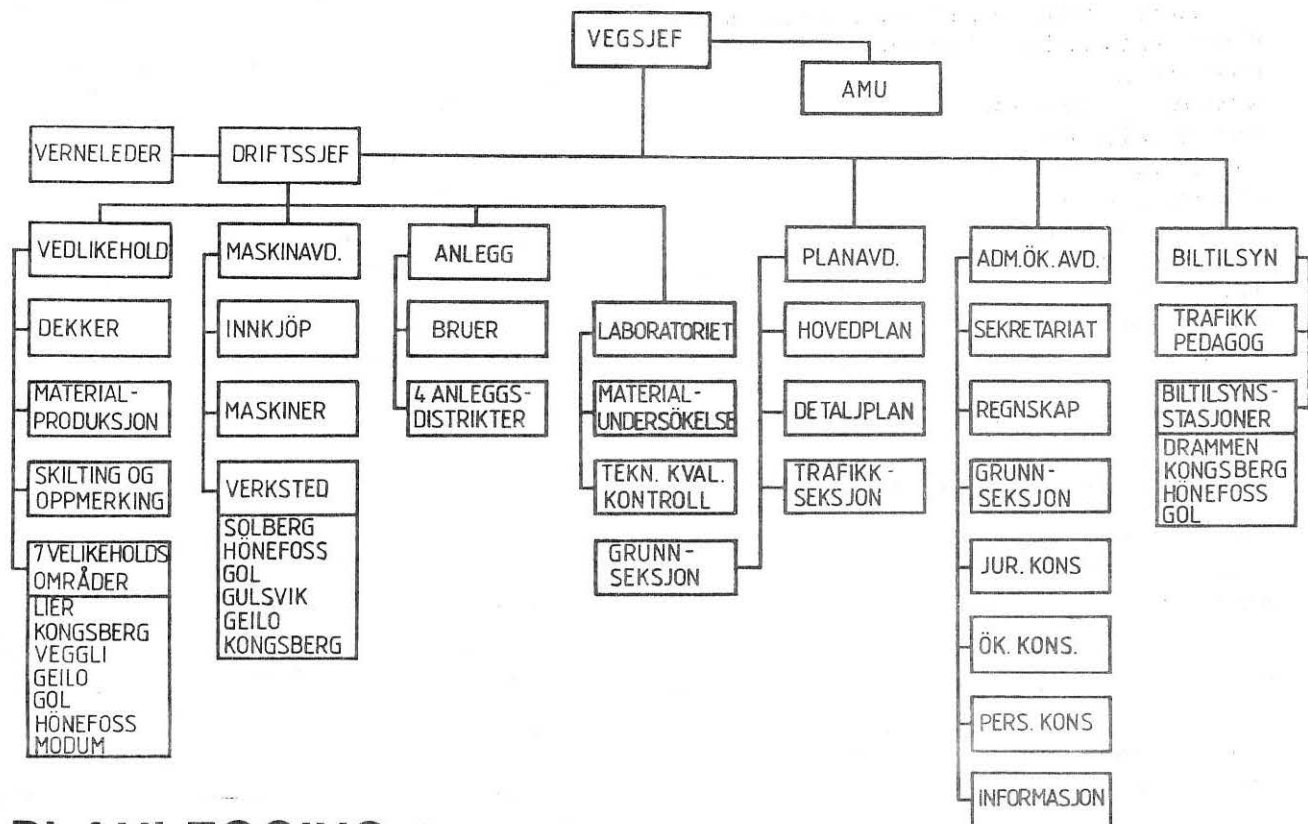 VEGSJEF
AMU
VERNELEDER
DRIFTSSJEF
VEDLIKEHOLD
DEKKER
MATERIAL-
PRODUKSJON
SKILTING OG
OPPMERKING
7 VELIKEHOLDS
OMRÅDER
LIER
KONGSBERG
VEGGLI
GEILO
GOL
HÖNEFOSS
MODUM
MASKINAVD.
INNKJÖP
MASKINER
VERKSTED
SOLBERG
HÖNEFOSS
GOL
GULSVIK
GEILO
KONGSBERG
ANLEGG
BRUER
4 ANLEGGS-
DISTRIKTER
LABORATORIET
MATERIAL-
UNDERSÖKELSE
TEKN. KVAL.
KONTROLL
PLANAVD.
HOVEDPLAN
DETALJPLAN
TRAFIKK-
SEKSJON
GRUNN-
SEKSJON
ADM.ÖK.AVD.
SEKRETARIAT
REGNSKAP
GRUNN-
SEKSJON
JUR. KONS
ÖK. KONS.
PERS. KONS
INFORMASJON
BILTILSYN
TRAFIKK
PEDAGOG
BILTILSYNS-
STASJONER
DRAMMEN
KONGSBERG
HÖNEFOSS
GOL